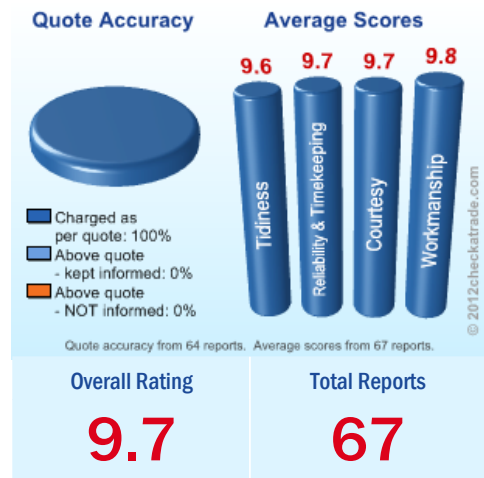 Quote Accuracy
Average Scores
9.6
9.7
9.7
9.8
Tidiness
Reliability & Timekeeping
Courtesy
Workmanship
© 2012checkatrade.com
Charged as
per quote: 100%
Above quote
- kept informed: 0%
Above quote
- NOT informed: 0%
Quote accuracy from 64 reports. Average scores from 67 reports.
Overall Rating
9.7
Total Reports
67